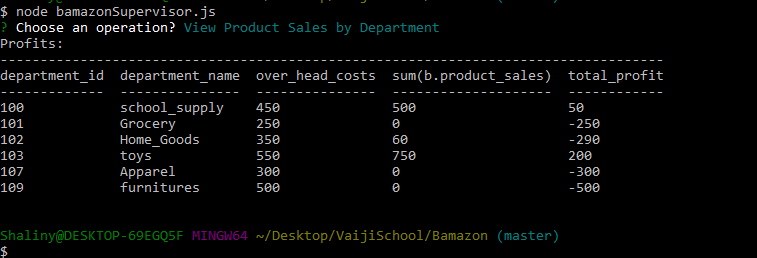 $ node bamazonSupervisor.js
? Choose an operation? View Product Sales by Department
Profits:
-----------------------------------------------------------------------------------
department_id  department_name  over_head_costs  sum(b.product_sales)  total_profit
-------------  ---------------  ---------------  --------------------  ------------
100            school_supply    450              500                   50
101            Grocery          250              0                     -250
102            Home_Goods       350              60                    -290
103            toys             550              750                   200
107            Apparel          300              0                     -300
109            furnitures       500              0                     -500
Shaliny@DESKTOP-69EGQ5F MINGW64 ~/Desktop/VaijiSchool/Bamazon (master)
$